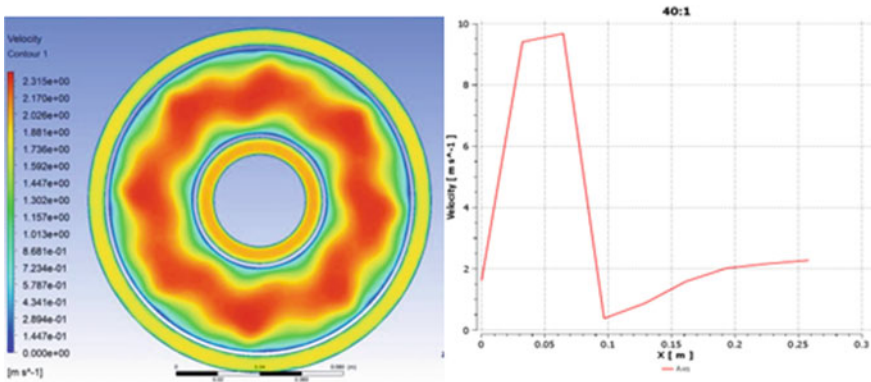 Velocity
Contour 1
2.315e+00
2.170e+00
2.026e+00
1.881e+00
1.736e+00
1.592e+00
1.447e+00
1.302e+00
1.157e+00
1.013e+00
8.681e-01
7.234e-01
5.787e-01
4.341e-01
2.894e-01
1.447e-01
0.000e+00
[m s^-1]
40:1
Velocity [ m s^-1 ]
10
8
6
4
2
0
0
0.05
0.1
0.15
0.2
0.25
0.3
X [ m ]